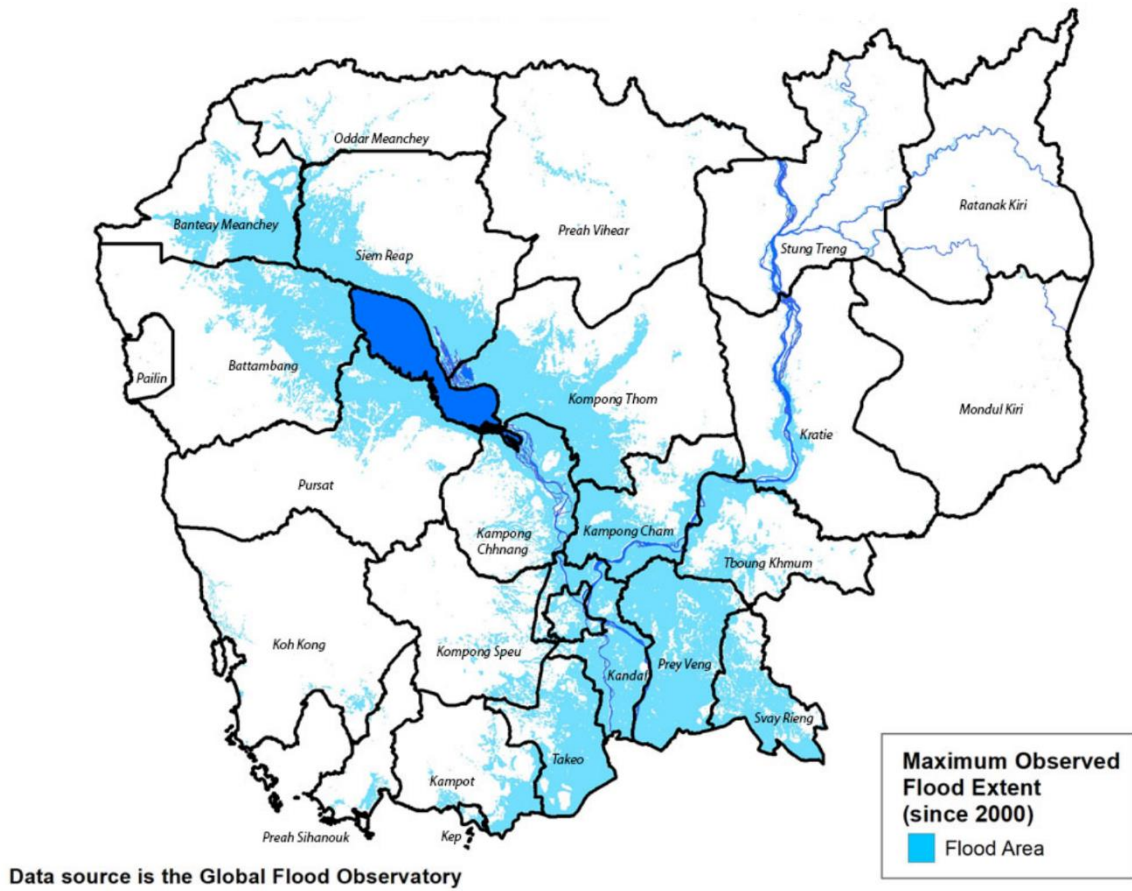 Oddar Meanchey
Banteay Meanchey
Siem Reap
Preah Vihear
Ratanak Kiri
Stung Treng
Pailin
Battambang
Kompong Thom
Mondul Kiri
Kratie
Pursat
Kampong
Chhnang
Kampong Cham
Tboung Khmum
Koh Kong
Kompong Speu
Kandal
Prey Veng
Svay Rieng
Takeo
Kampot
Preah Sihanouk
Kep
Maximum Observed
Flood Extent
(since 2000)
Flood Area
Data source is the Global Flood Observatory